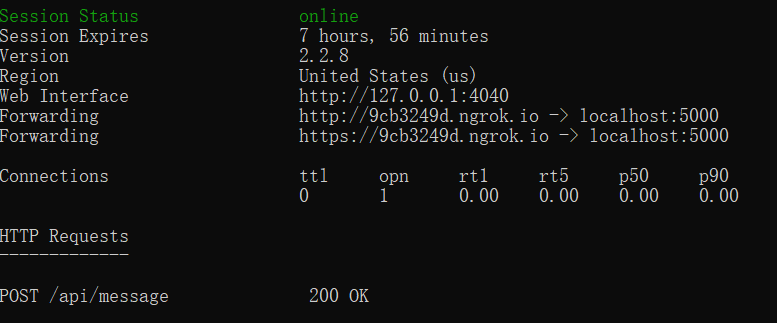 Session Status online
Session Expires 7 hours, 56 minutes
Version 2.2.8
Region United States (us)
Web Interface http://127.0.0.1:4040
Forwarding http://9cb3249d.ngrok.io -> localhost:5000
Forwarding https://9cb3249d.ngrok.io -> localhost:5000
Connections ttl opn rt1 rt5 p50 p90
0 1 0.00 0.00 0.00 0.00
HTTP Requests
-------------
POST /api/message 200 OK